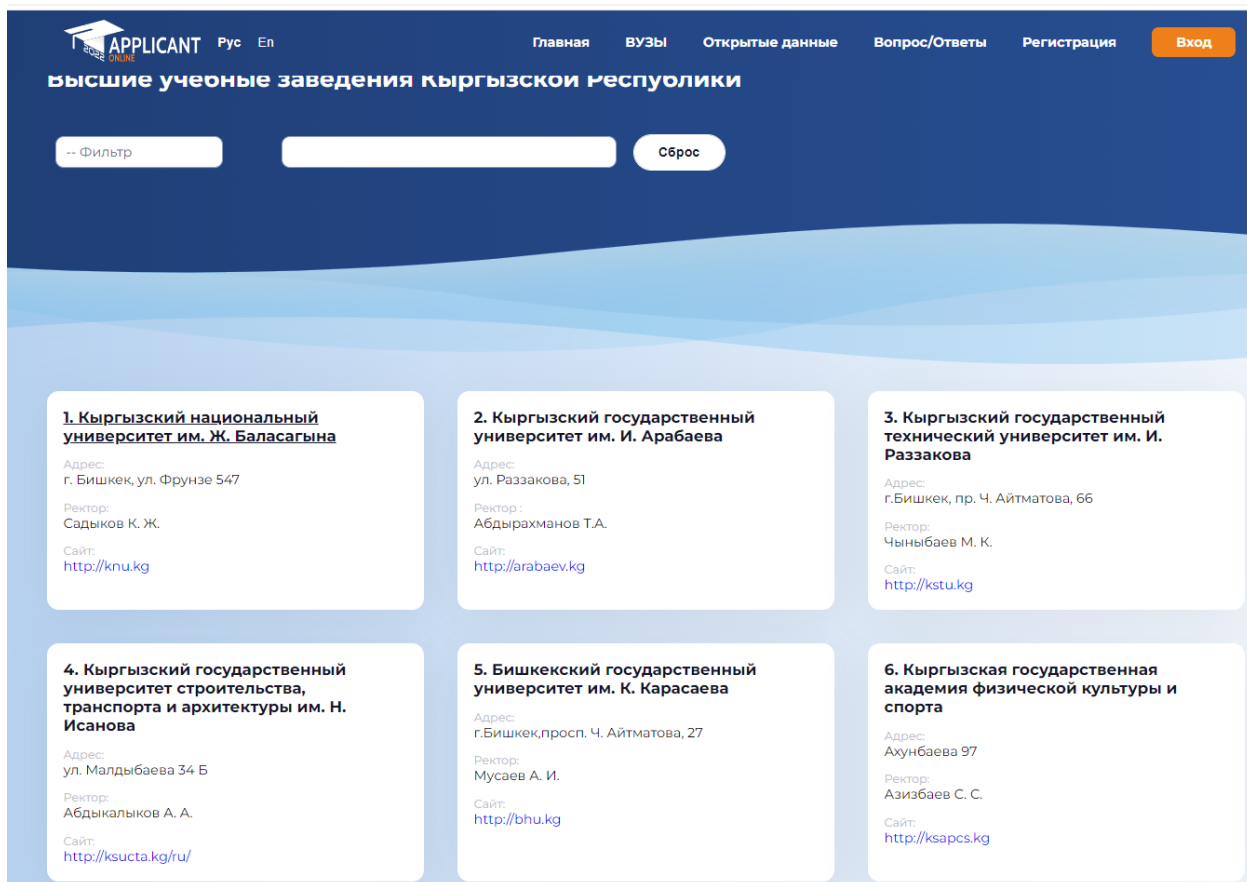 APPLICANT
ONLINE
2022
Рус En
Главная
ВУЗЫ
Открытые данные
Вопрос/Ответы
Регистрация
Вход
Высшие учебные заведения Кыргызской Республики
-- Фильтр
Сброс
1. Кыргызский национальный
университет им. Ж. Баласагына
Адрес:
г. Бишкек, ул. Фрунзе 547
Ректор:
Садыков К. Ж.
Сайт:
http://knu.kg
2. Кыргызский государственный
университет им. И. Арабаева
Адрес:
ул. Раззакова, 51
Ректор :
Абдырахманов Т.А.
Сайт:
http://arabaev.kg
3. Кыргызский государственный
технический университет им. И.
Раззакова
Адрес:
г.Бишкек, пр. Ч. Айтматова, 66
Ректор:
Чыныбаев М. К.
Сайт:
http://kstu.kg
4. Кыргызский государственный
университет строительства,
транспорта и архитектуры им. Н.
Исанова
Адрес:
ул. Малдыбаева 34 Б
Ректор:
Абдыкалыков А. А.
Сайт:
http://ksucta.kg/ru/
5. Бишкекский государственный
университет им. К. Карасаева
Адрес:
г.Бишкек,просп. Ч. Айтматова, 27
Ректор:
Мусаев А. И.
Сайт:
http://bhu.kg
6. Кыргызская государственная
академия физической культуры и
спорта
Адрес:
Ахунбаева 97
Ректор:
Азизбаев С. С.
Сайт:
http://ksapcs.kg